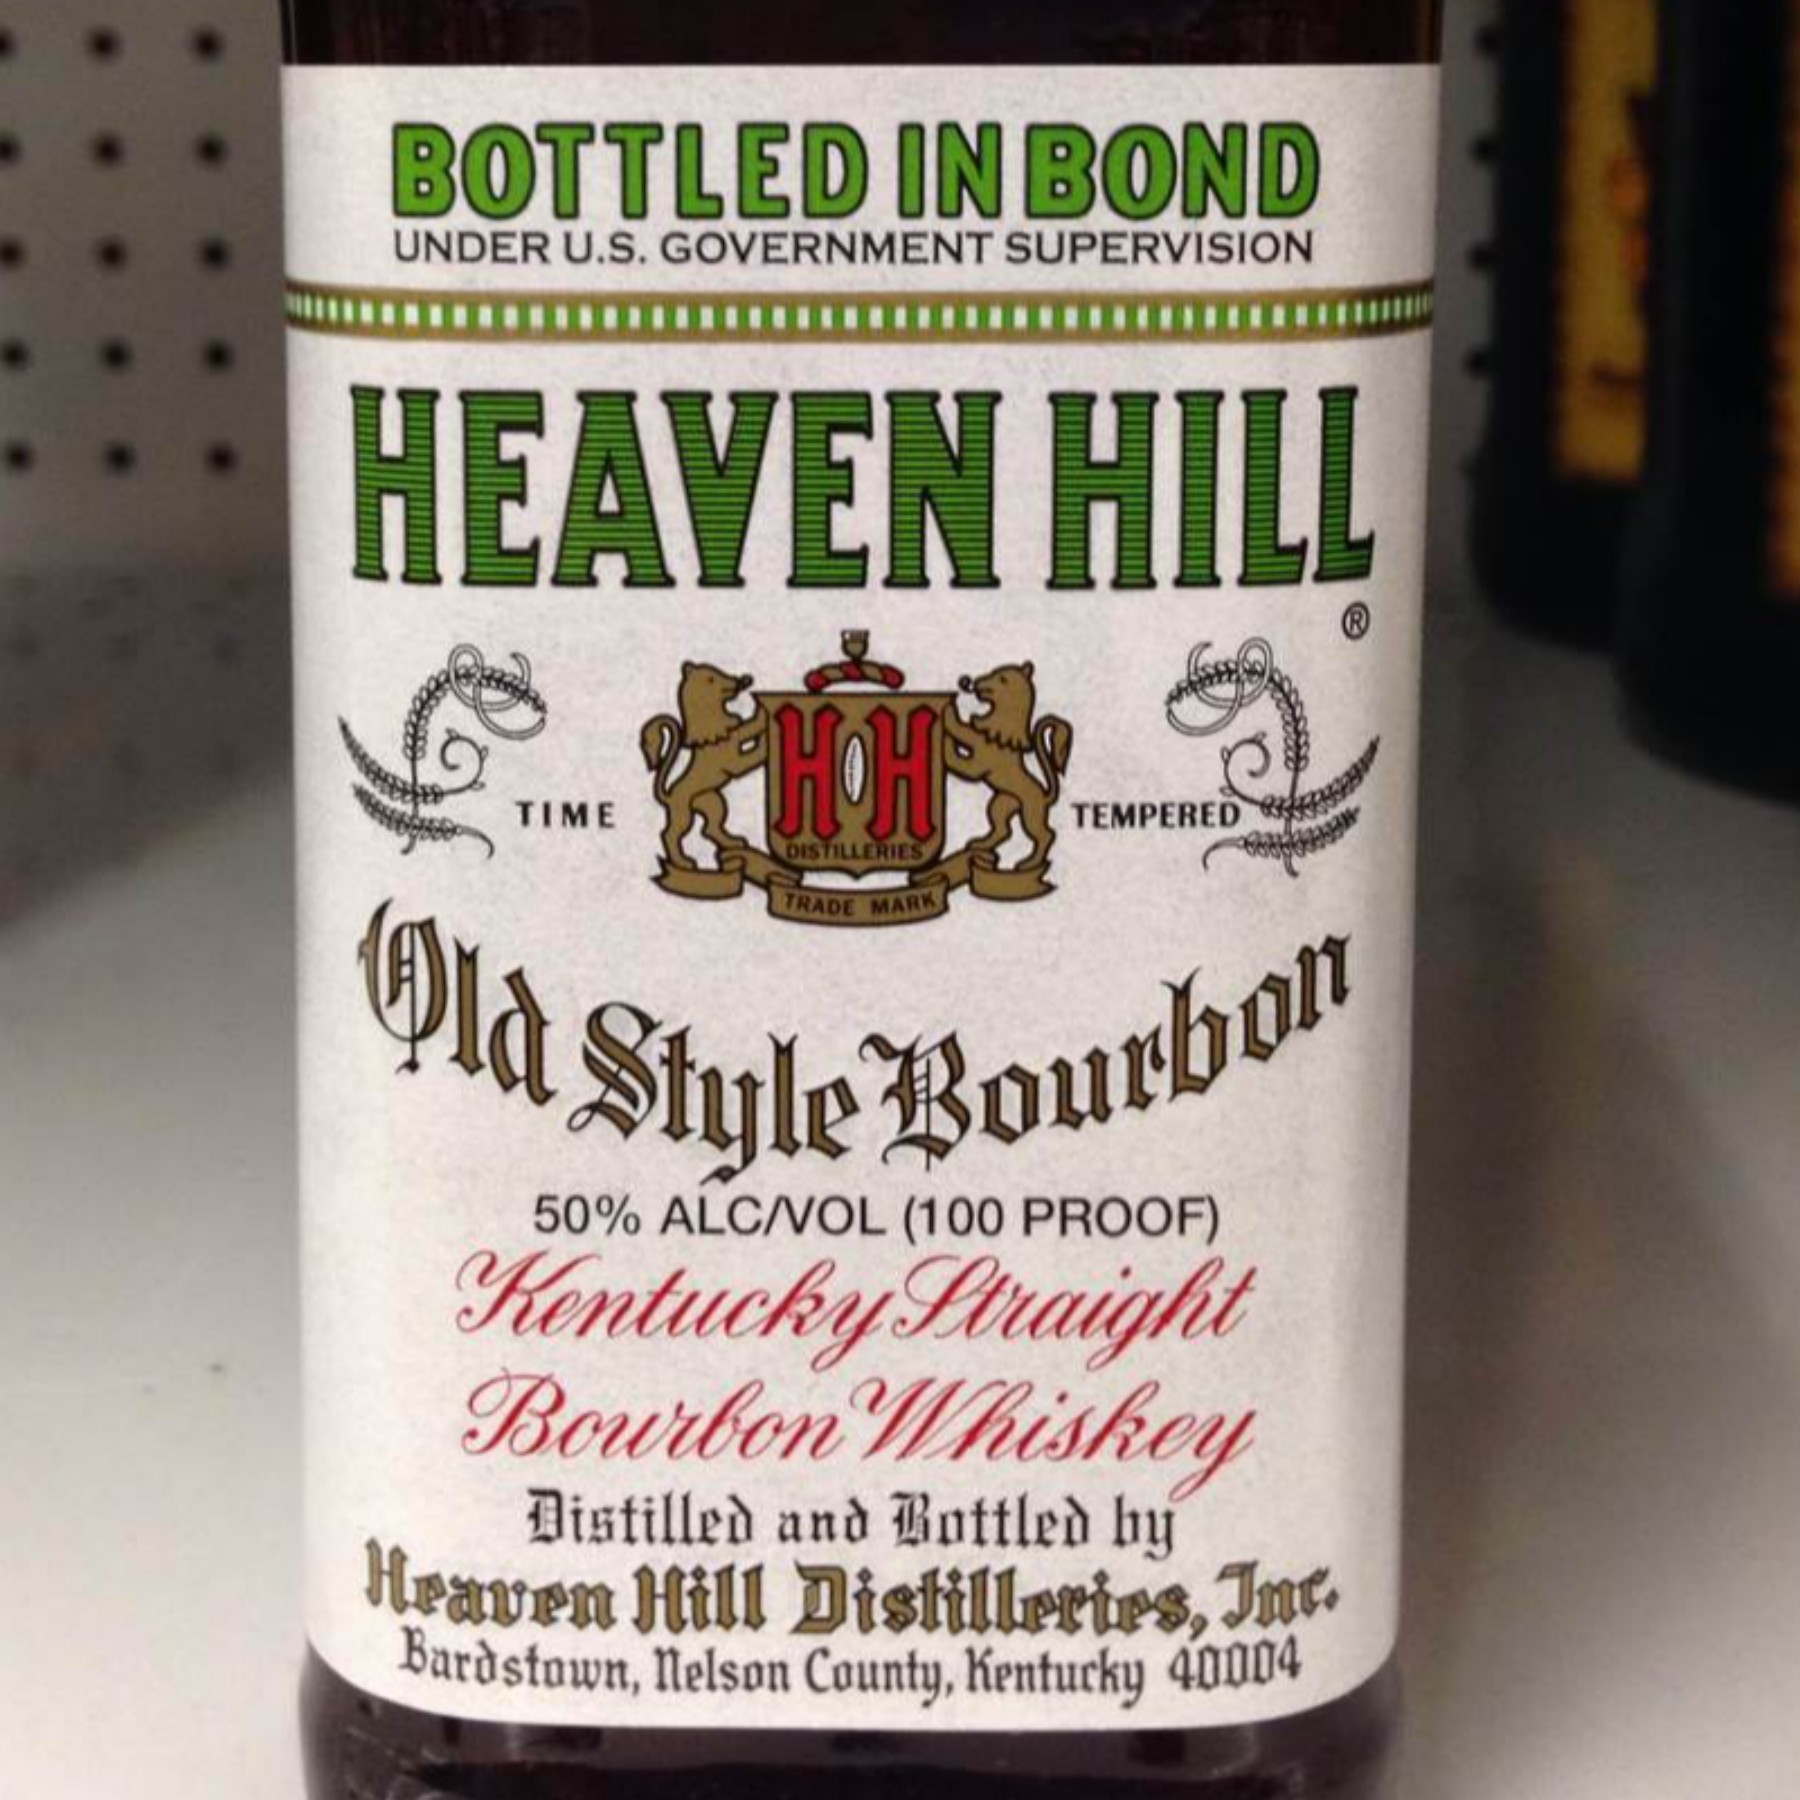 BOTTLED IN BOND
UNDER U.S. GOVERNMENT SUPERVISION
HEAVEN HILL
®
TIME
H H
DISTILLERIES
TRADE MARK
TEMPERED
Old Style Bourbon
50% ALC/VOL (100 PROOF)
Kentucky Straight
Bourbon Whiskey
Distilled and Bottled by
Heaven Hill Distilleries, Inc.
Bardstown, Nelson County, Kentucky 40004